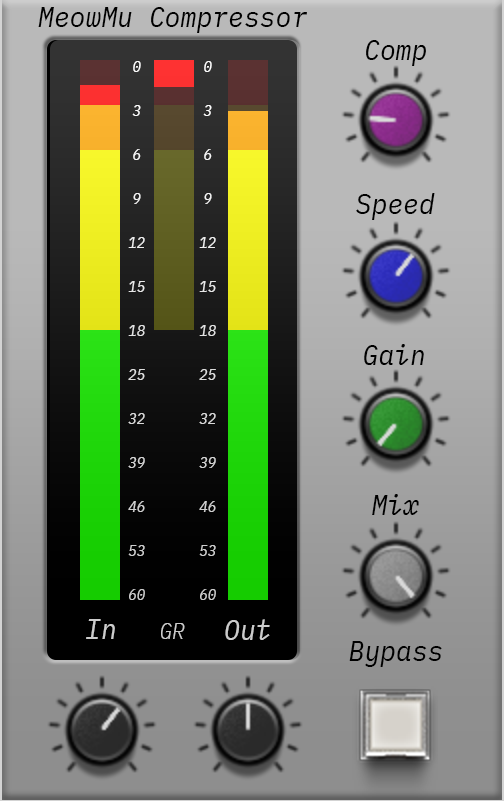 MeowMu Compressor
Comp
Speed
Gain
Mix
Bypass
0 0
3 3
6 6
9 9
12 12
15 15
18 18
25 25
32 32
39 39
46 46
53 53
60 60
In GR Out